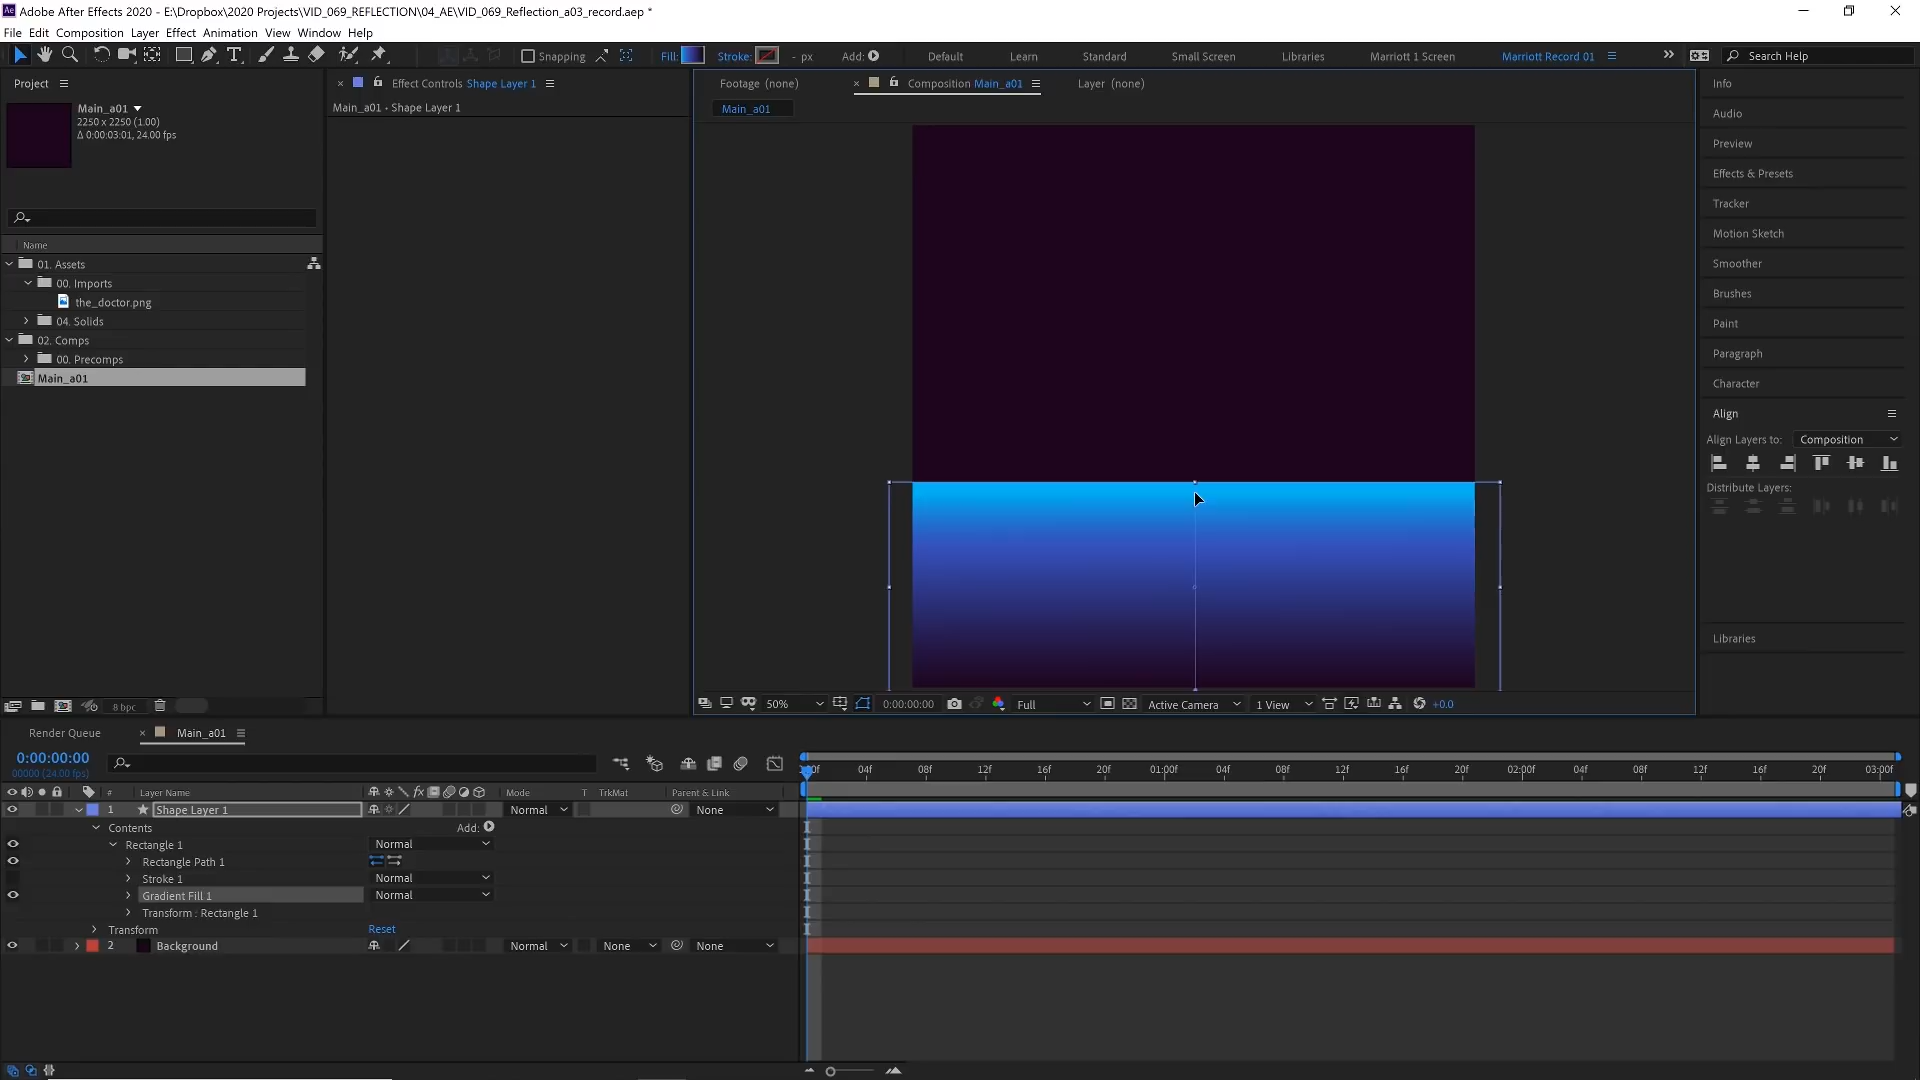 Adobe After Effects 2020 - E:\Dropbox\2020 Projects\VID_069_REFLECTION\04_AE\VID_069_Reflection_a03_record.aep *
File Edit Composition Layer Effect Animation View Window Help
Snapping
Fill:
Stroke:
- px
Add:
Default
Learn
Standard
Small Screen
Libraries
Marriott 1 Screen
Marriott Record 01
Search Help
Project
Main_a01
2250 x 2250 (1.00)
Δ 0:00:03:01, 24.00 fps
Name
01. Assets
00. Imports
the_doctor.png
04. Solids
02. Comps
00. Precomps
Main_a01
8 bpc
Effect Controls Shape Layer 1
Main_a01 • Shape Layer 1
Footage (none)
Composition Main_a01
Layer (none)
Main_a01
50%
0:00:00:00
Full
Active Camera
1 View
+0.0
Info
Audio
Preview
Effects & Presets
Tracker
Motion Sketch
Smoother
Brushes
Paint
Paragraph
Character
Align
Align Layers to: Composition
Distribute Layers:
Libraries
Render Queue
Main_a01
0:00:00:00
00000 (24.00 fps)
# Layer Name Mode T TrkMat Parent & Link
04f 08f 12f 16f 20f 01:00f 04f 08f 12f 16f 20f 02:00f 04f 08f 12f 16f 20f 03:00f
1 Shape Layer 1 Normal None
Contents Add:
Rectangle 1 Normal
Rectangle Path 1
Stroke 1 Normal
Gradient Fill 1 Normal
Transform : Rectangle 1
Transform Reset
2 Background Normal None None